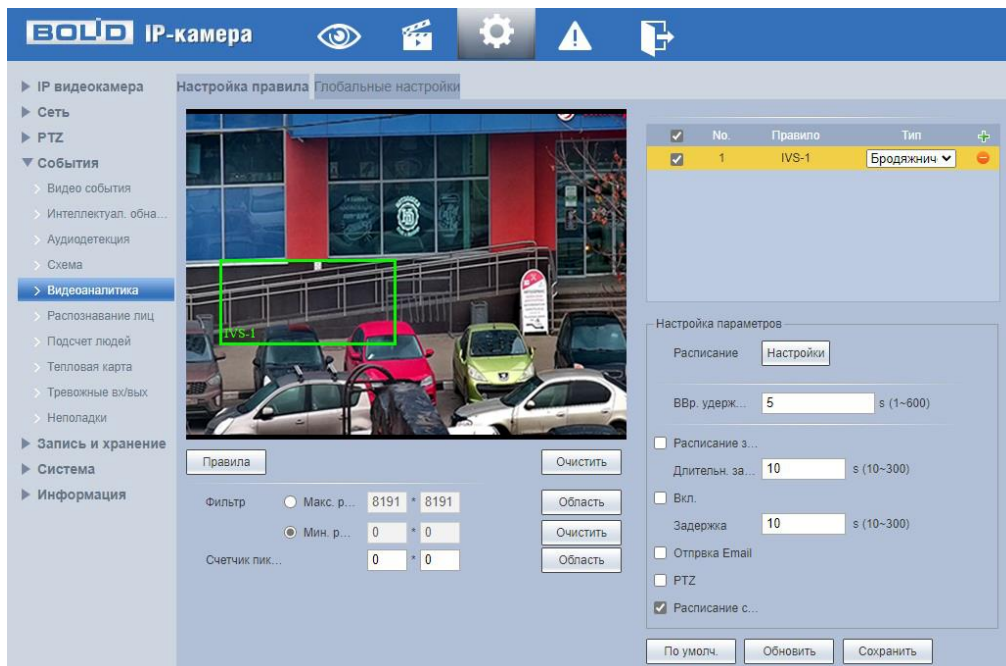 BOLID IP-камера
IP видеокамера
Сеть
PTZ
События
Видео события
Интеллектуал. обна...
Аудиодетекция
Схема
Видеоаналитика
Распознавание лиц
Подсчет людей
Тепловая карта
Тревожные вх/вых
Неполадки
Запись и хранение
Система
Информация
Настройка правила Глобальные настройки
IVS-1
Правила Очистить
Фильтр Макс. р... 8191 * 8191 Область
Мин. р... 0 * 0 Очистить
Счетчик пик... 0 * 0 Область
No. Правило Тип
1 IVS-1 Бродяжнич
Настройка параметров
Расписание Настройки
ВВр. удерж... 5 s (1~600)
Расписание з...
Длительн. за... 10 s (10~300)
Вкл.
Задержка 10 s (10~300)
Отпрвка Email
PTZ
Расписание с...
По умолч. Обновить Сохранить